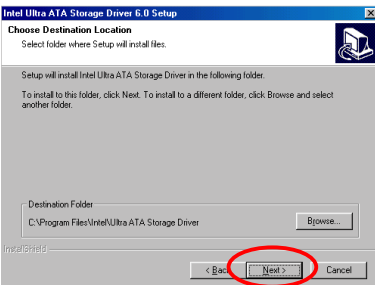 Intel Ultra ATA Storage Driver 6.0 Setup
Choose Destination Location
Select folder where Setup will install files.
Setup will install Intel Ultra ATA Storage Driver in the following folder.
To install to this folder, click Next. To install to a different folder, click Browse and select
another folder.
Destination Folder
C:\Program Files\Intel\Ultra ATA Storage Driver
Browse...
InstallShield
< Bac Next > Cancel